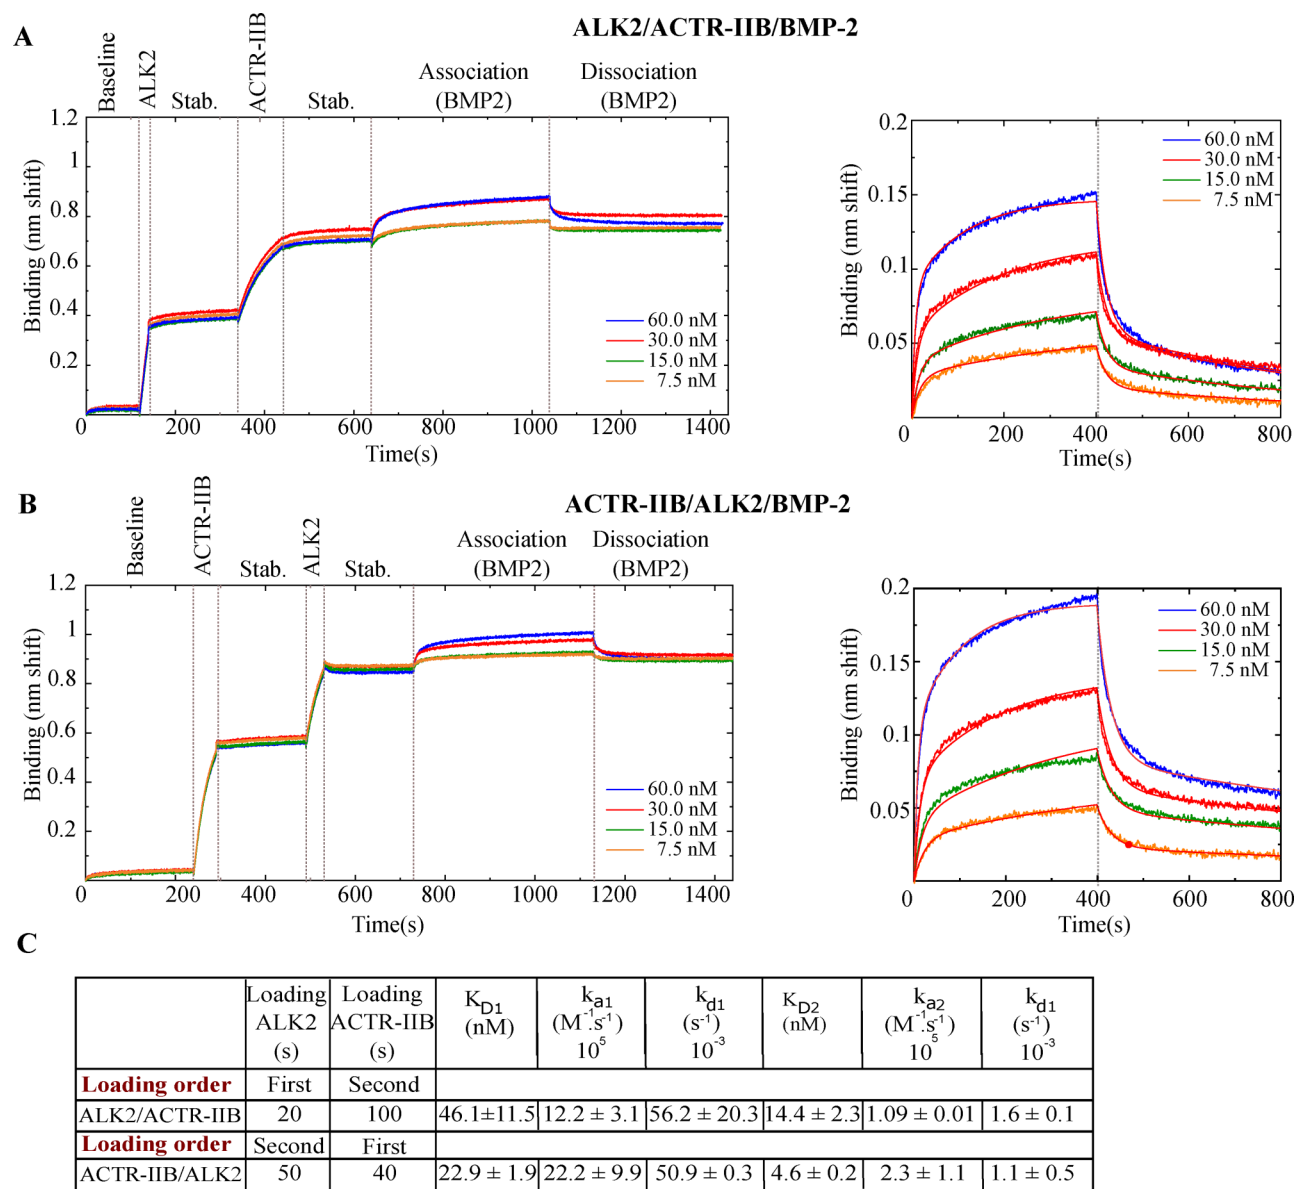 A
ALK2/ACTR-IIB/BMP-2
Baseline
ALK2
Stab.
ACTR-IIB
Stab.
Association
(BMP2)
Dissociation
(BMP2)
Binding (nm shift)
1.2
1
0.8
0.6
0.4
0.2
60.0 nM
30.0 nM
15.0 nM
7.5 nM
0 200 400 600 800 1000 1200 1400
Time(s)
Binding (nm shift)
0.2
0.15
0.1
0.05
60.0 nM
30.0 nM
15.0 nM
7.5 nM
0 200 400 600 800
Time(s)
B
ACTR-IIB/ALK2/BMP-2
Baseline
ACTR-IIB
Stab.
ALK2
Stab.
Association
(BMP2)
Dissociation
(BMP2)
Binding (nm shift)
1.2
1
0.8
0.6
0.4
0.2
60.0 nM
30.0 nM
15.0 nM
7.5 nM
0 200 400 600 800 1000 1200 1400
Time(s)
Binding (nm shift)
0.2
0.15
0.1
0.05
60.0 nM
30.0 nM
15.0 nM
7.5 nM
0 200 400 600 800
Time(s)
C
Loading ALK2 (s) Loading ACTR-IIB (s) KD1 (nM) ka1 (M⁻¹.s⁻¹) 10⁵ kd1 (s⁻¹) 10⁻³ KD2 (nM) ka2 (M⁻¹.s⁻¹) 10⁵ kd1 (s⁻¹) 10⁻³
Loading order First Second
ALK2/ACTR-IIB 20 100 46.1±11.5 12.2 ± 3.1 56.2 ± 20.3 14.4 ± 2.3 1.09 ± 0.01 1.6 ± 0.1
Loading order Second First
ACTR-IIB/ALK2 50 40 22.9 ± 1.9 22.2 ± 9.9 50.9 ± 0.3 4.6 ± 0.2 2.3 ± 1.1 1.1 ± 0.5